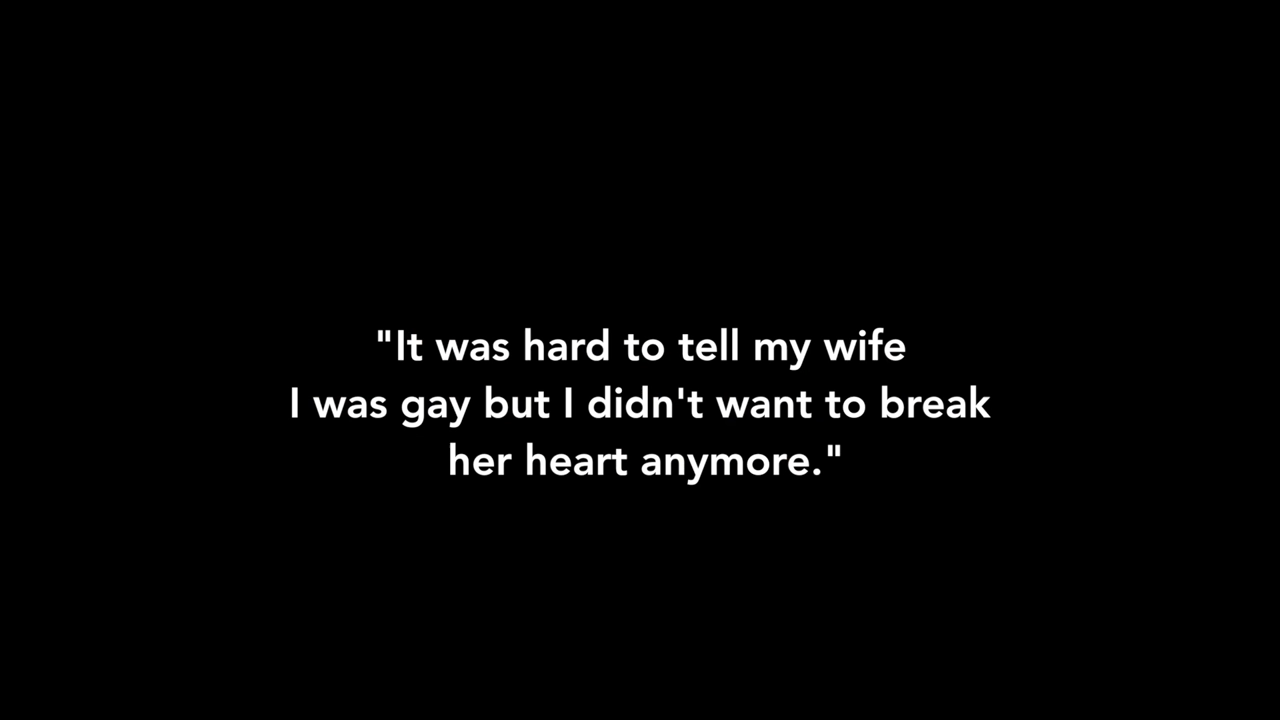 "It was hard to tell my wife
I was gay but I didn't want to break
her heart anymore."